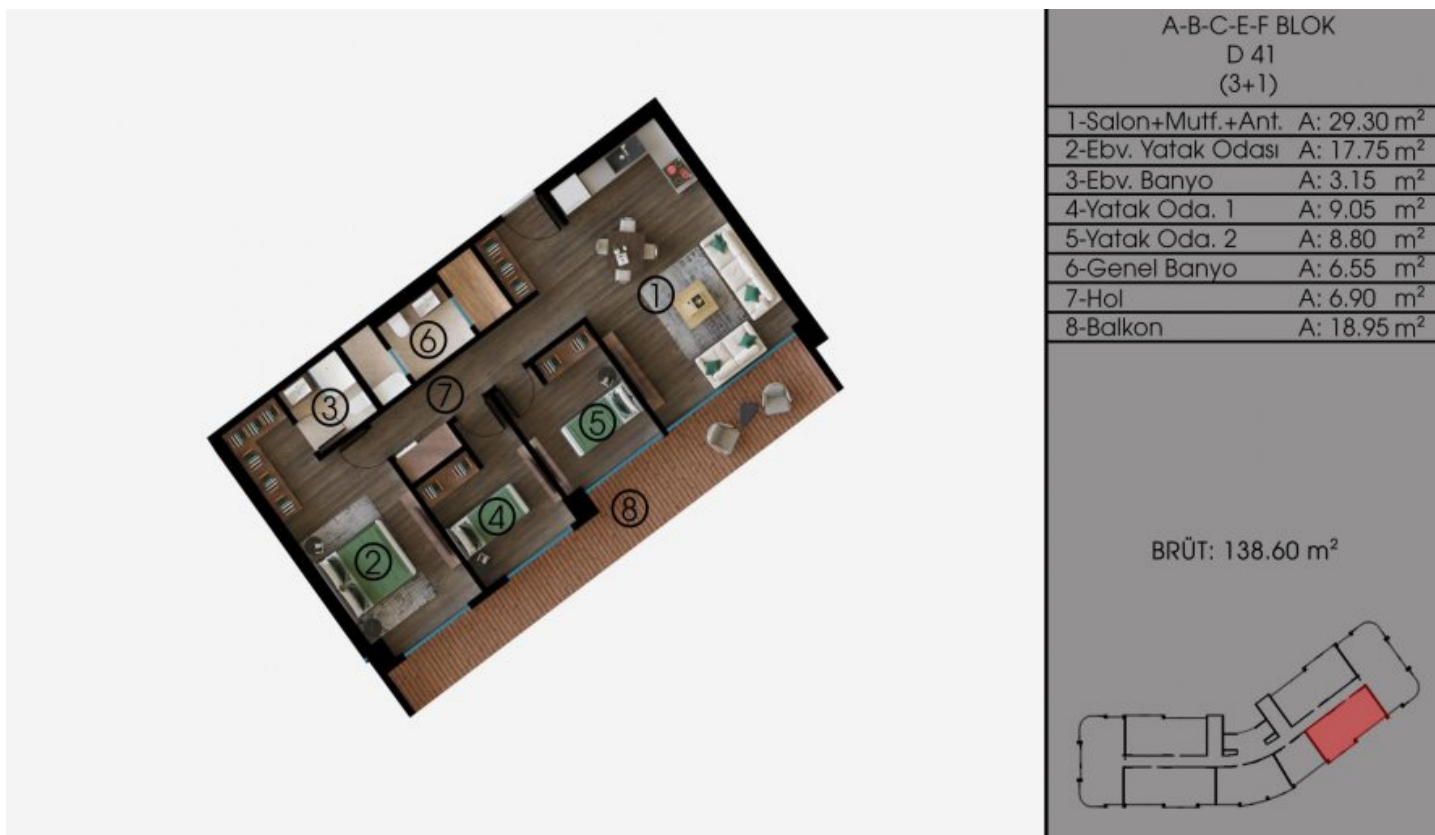 A-B-C-E-F BLOK
D 41
(3+1)
1-Salon+Mutf.+Ant. A: 29.30 m²
2-Ebv. Yatak Odası A: 17.75 m²
3-Ebv. Banyo A: 3.15 m²
4-Yatak Oda. 1 A: 9.05 m²
5-Yatak Oda. 2 A: 8.80 m²
6-Genel Banyo A: 6.55 m²
7-Hol A: 6.90 m²
8-Balkon A: 18.95 m²
BRÜT: 138.60 m²
1
6
7
3
5
4
8
2